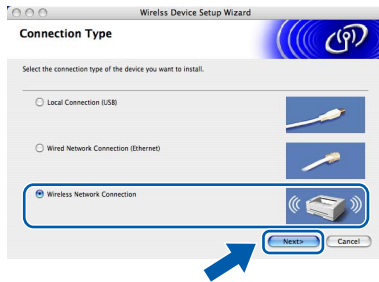 Wirelss Device Setup Wizard
Connection Type
Select the connection type of the device you want to install.
Local Connection (USB)
Wired Network Connection (Ethernet)
Wireless Network Connection
Next>
Cancel